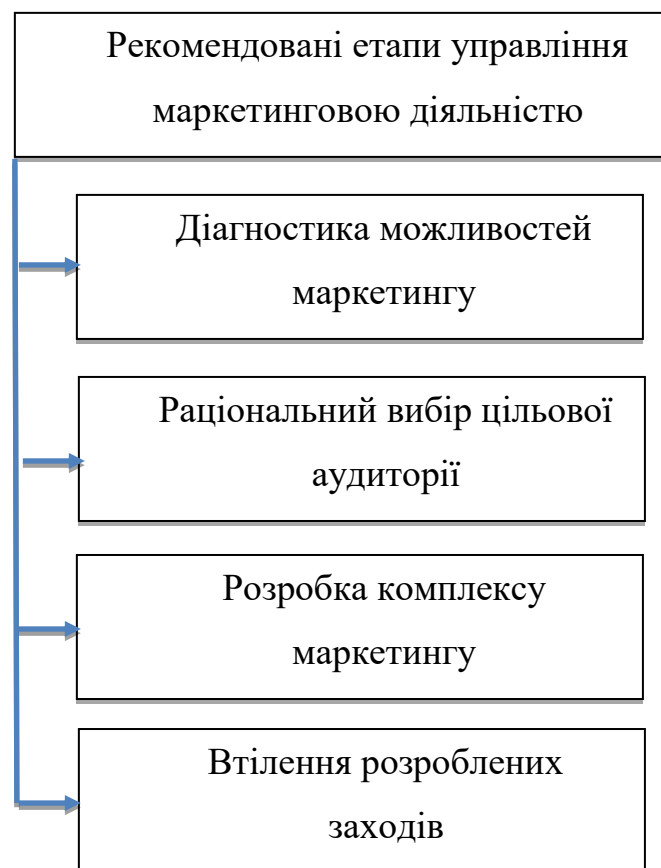 Рекомендовані етапи управління
маркетинговою діяльністю
Діагностика можливостей
маркетингу
Раціональний вибір цільової
аудиторії
Розробка комплексу
маркетингу
Втілення розроблених
заходів